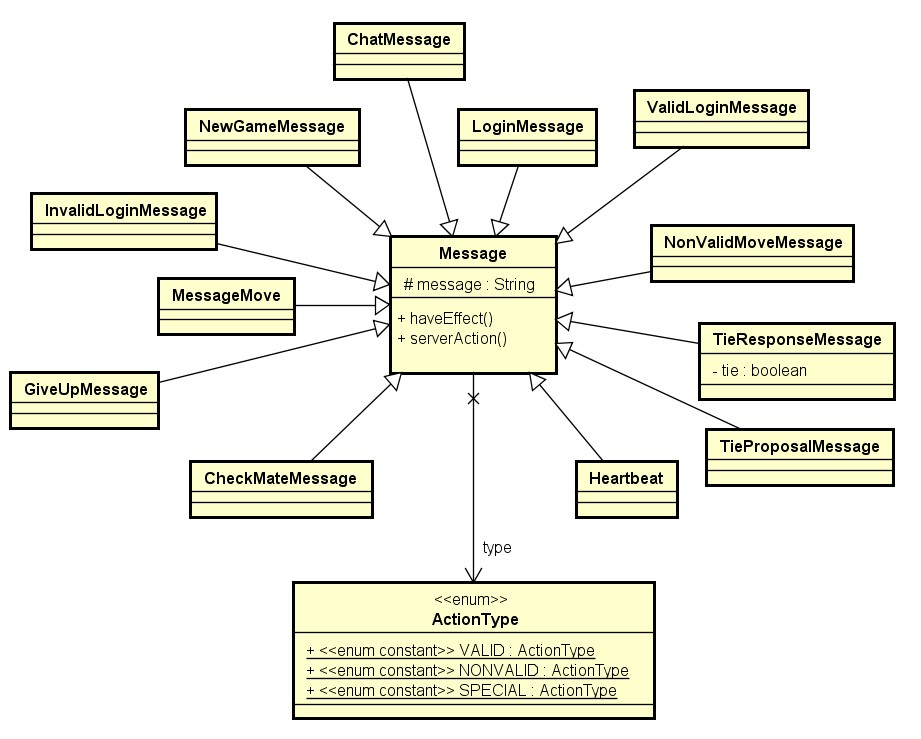 ChatMessage
ValidLoginMessage
NewGameMessage
LoginMessage
InvalidLoginMessage
NonValidMoveMessage
Message
# message : String
+ haveEffect()
+ serverAction()
MessageMove
TieResponseMessage
- tie : boolean
GiveUpMessage
TieProposalMessage
CheckMateMessage
Heartbeat
type
<<enum>>
ActionType
+ <<enum constant>> VALID : ActionType
+ <<enum constant>> NONVALID : ActionType
+ <<enum constant>> SPECIAL : ActionType